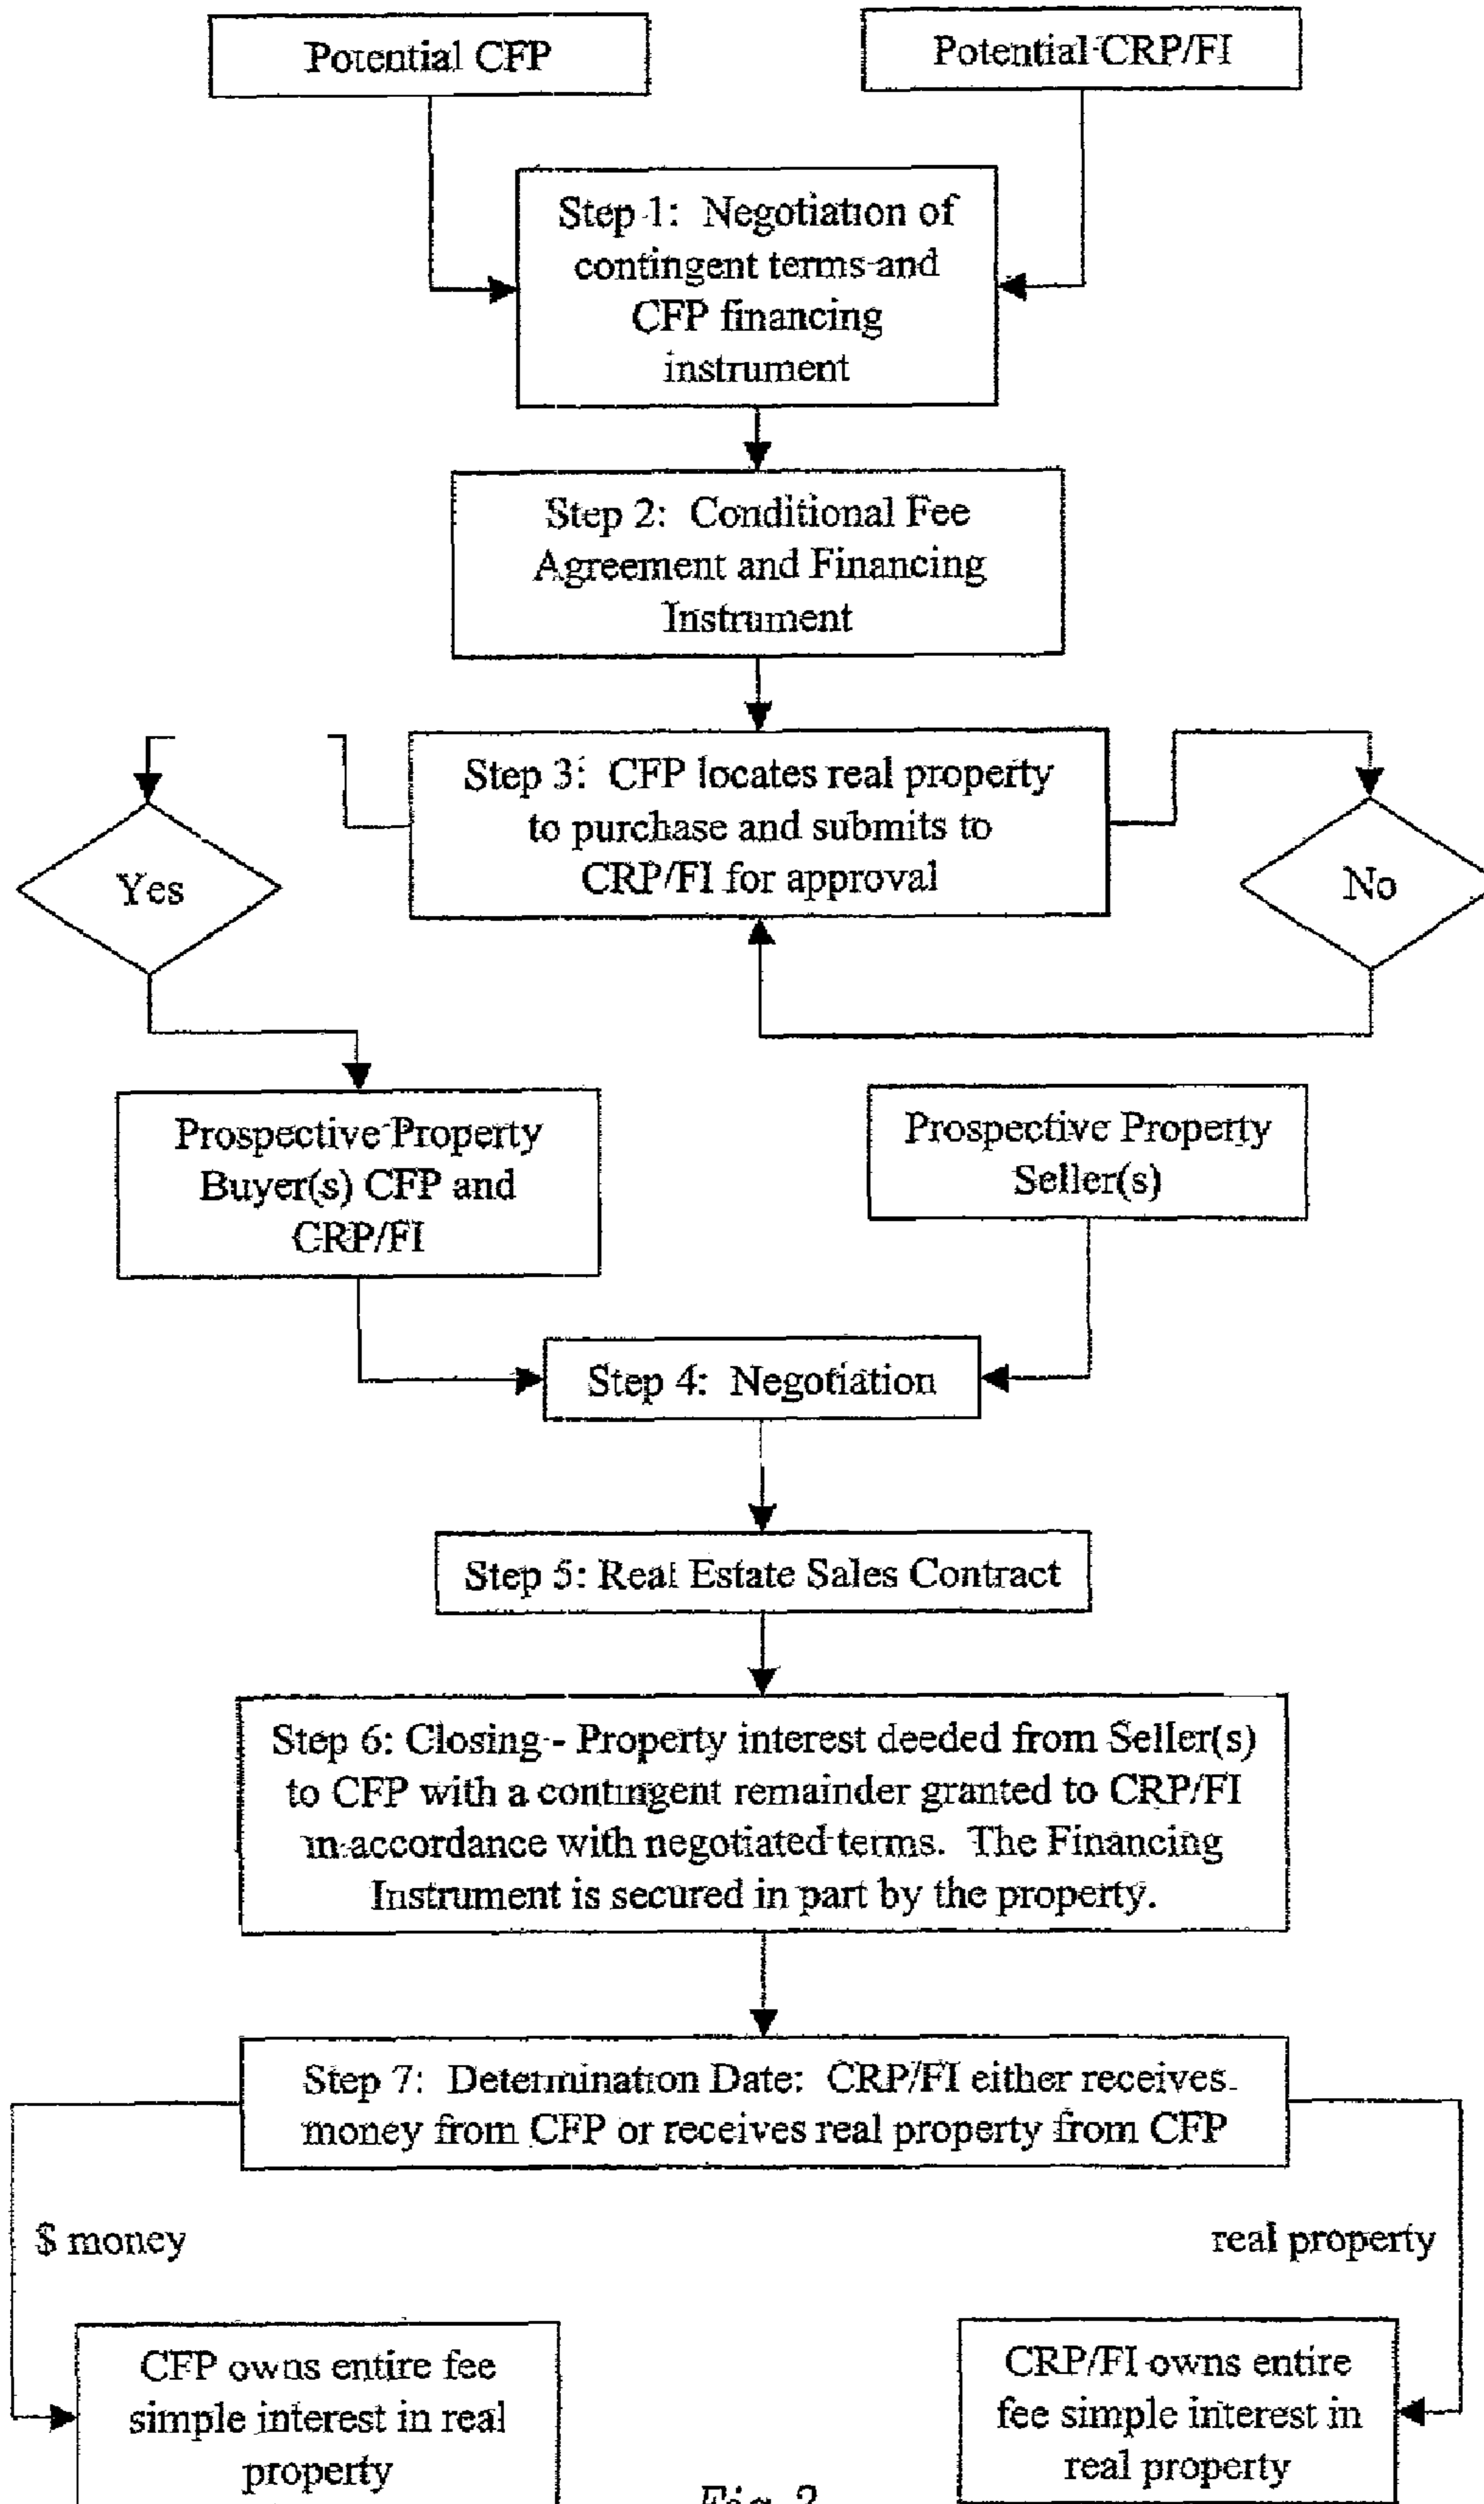 Potential CFP
Potential CRP/FI
Step 1: Negotiation of
contingent terms and
CFP financing
instrument
Step 2: Conditional Fee
Agreement and Financing
Instrument
Step 3: CFP locates real property
to purchase and submits to
CRP/FI for approval
Yes
No
Prospective Property
Buyer(s) CFP and
CRP/FI
Prospective Property
Seller(s)
Step 4: Negotiation
Step 5: Real Estate Sales Contract
Step 6: Closing - Property interest deeded from Seller(s)
to CFP with a contingent remainder granted to CRP/FI
in accordance with negotiated terms. The Financing
Instrument is secured in part by the property.
Step 7: Determination Date: CRP/FI either receives
money from CFP or receives real property from CFP
$ money
real property
CFP owns entire fee
simple interest in real
property
CRP/FI owns entire
fee simple interest in
real property
Fig. 2